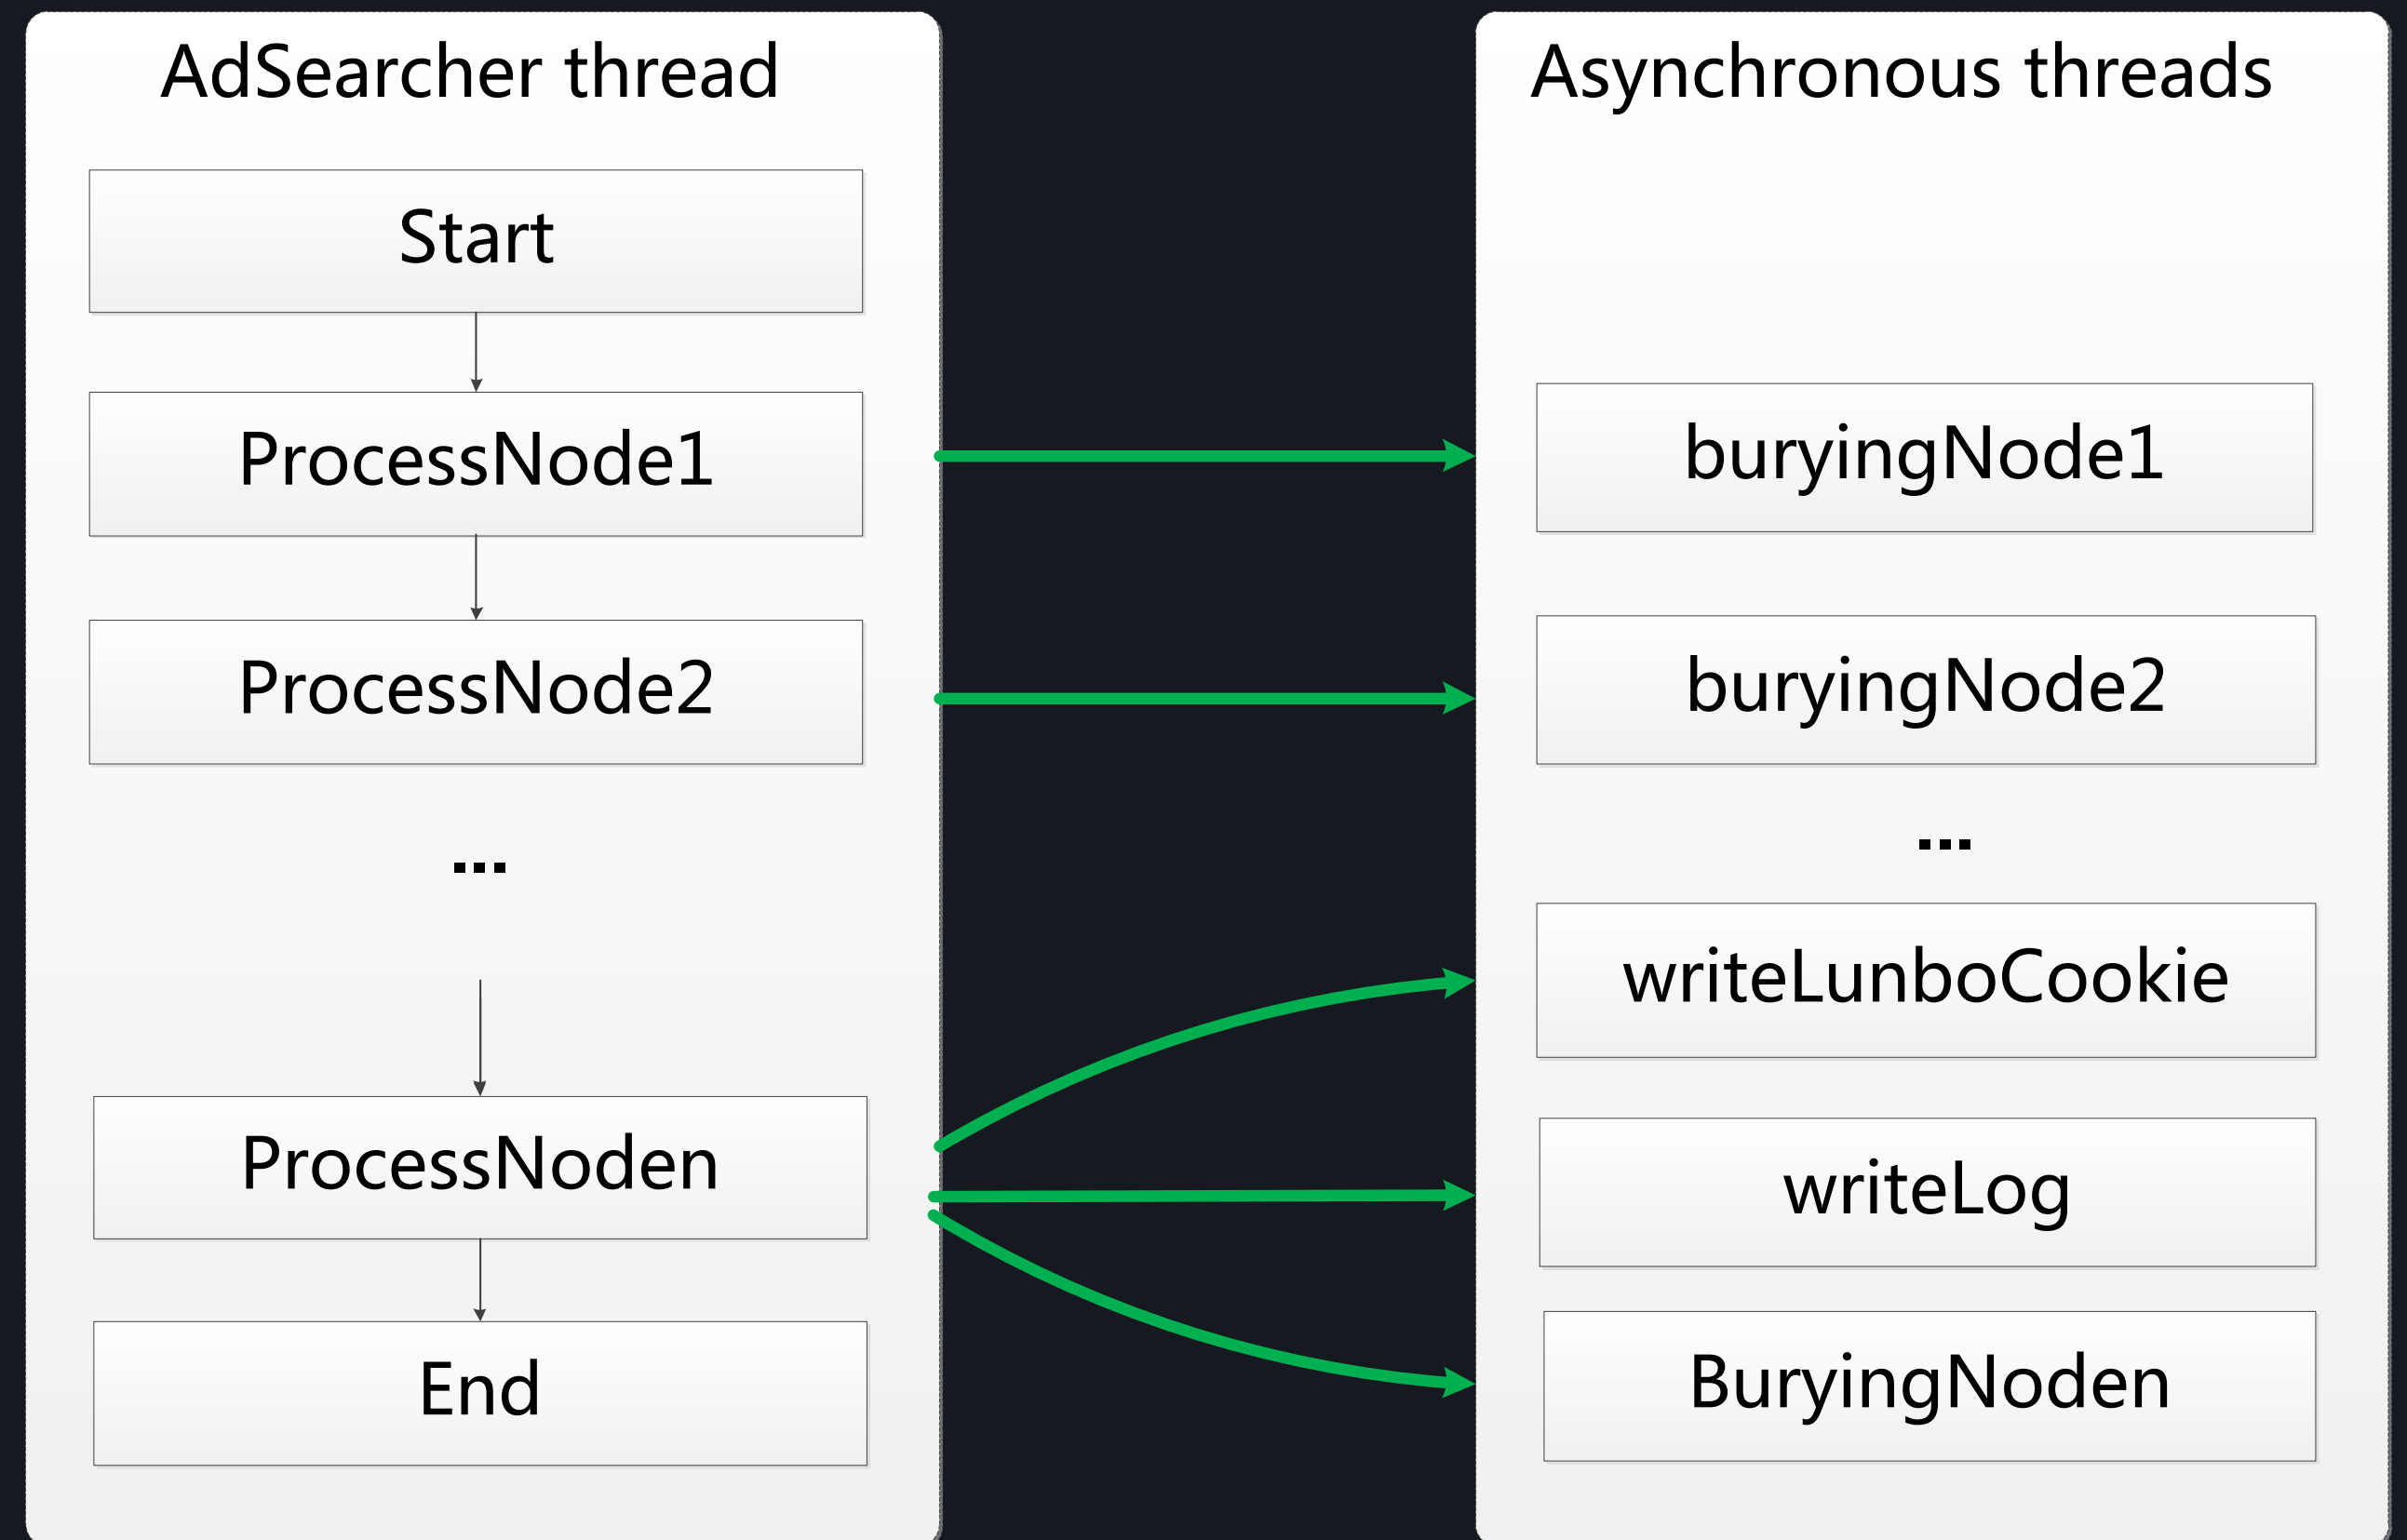 AdSearcher thread
Start
ProcessNode1
ProcessNode2
...
ProcessNoden
End
Asynchronous threads
buryingNode1
buryingNode2
...
writeLunboCookie
writeLog
BuryingNoden